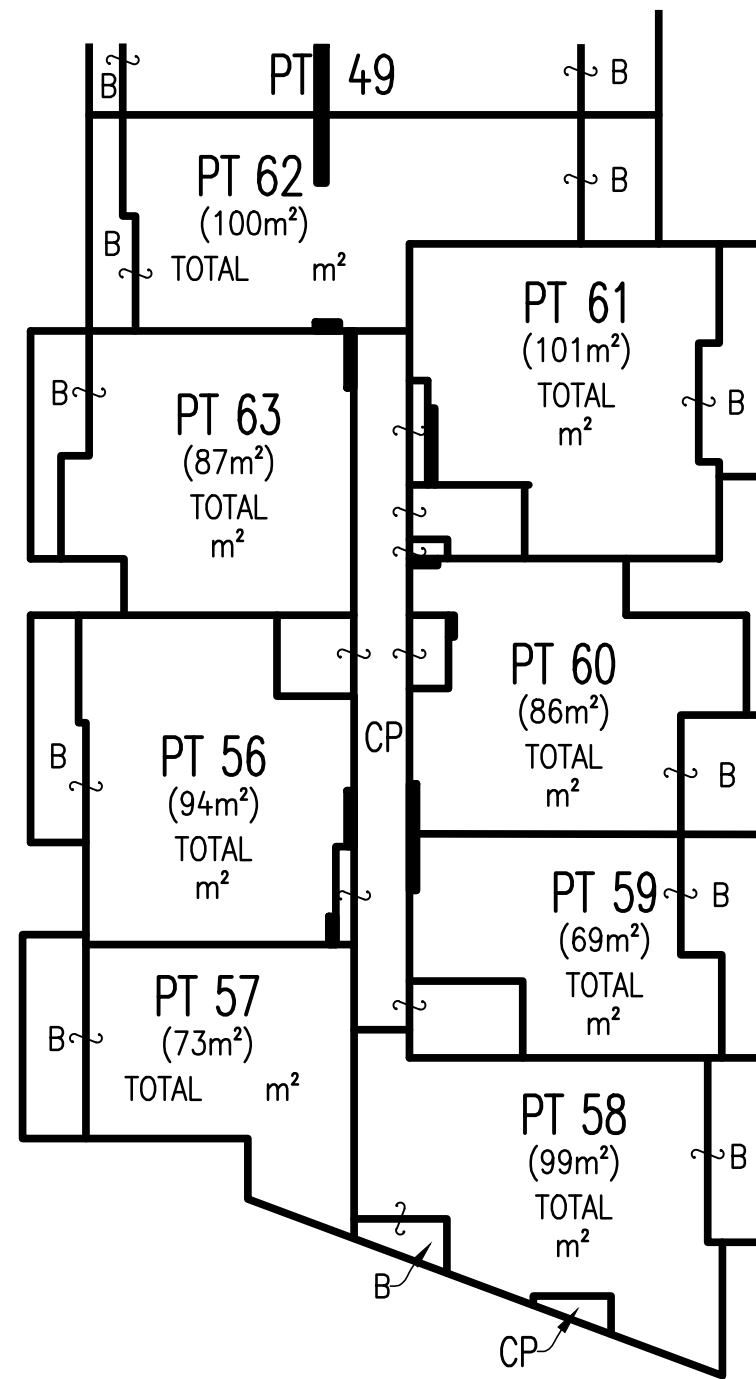 B
PT 49
B
PT 62
(100m²)
TOTAL m²
B
B
PT 61
(101m²)
TOTAL
m²
B
B
PT 63
(87m²)
TOTAL
m²
PT 60
(86m²)
TOTAL
m²
B
CP
B
PT 56
(94m²)
TOTAL
m²
PT 59
(69m²)
TOTAL
m²
B
PT 57
(73m²)
TOTAL m²
B
PT 58
(99m²)
TOTAL
m²
B
B
CP